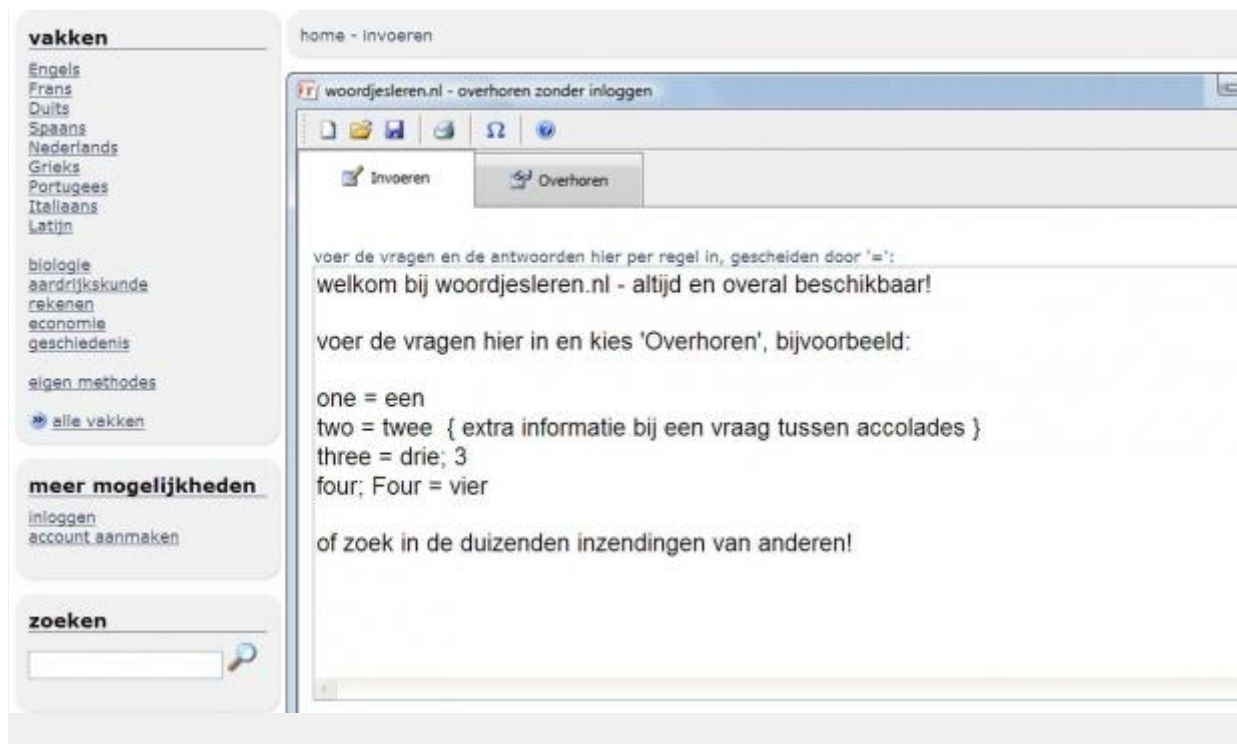 vakken
Engels
Frans
Duits
Spaans
Nederlands
Grieks
Portugees
Italiaans
Latijn
biologie
aardrijkskunde
rekenen
economie
geschiedenis
eigen methodes
alle vakken
meer mogelijkheden
inloggen
account aanmaken
zoeken
home - invoeren
woordjesleren.nl - overhoren zonder inloggen
Ω
Invoeren
Overhoren
voer de vragen en de antwoorden hier per regel in, gescheiden door '=':
welkom bij woordjesleren.nl - altijd en overal beschikbaar!
voer de vragen hier in en kies 'Overhoren', bijvoorbeeld:
one = een
two = twee { extra informatie bij een vraag tussen accolades }
three = drie; 3
four; Four = vier
of zoek in de duizenden inzendingen van anderen!